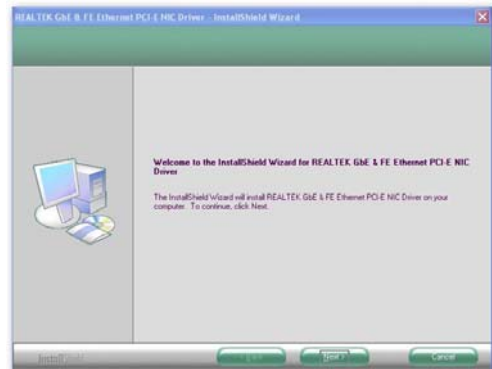 REALTEK GbE & FE Ethernet PCI-E NIC Driver - InstallShield Wizard
Welcome to the InstallShield Wizard for REALTEK GbE & FE Ethernet PCI-E NIC
Driver
The InstallShield Wizard will install REALTEK GbE & FE Ethernet PCI-E NIC Driver on your
computer. To continue, click Next.
InstallShield
< Back
Next >
Cancel